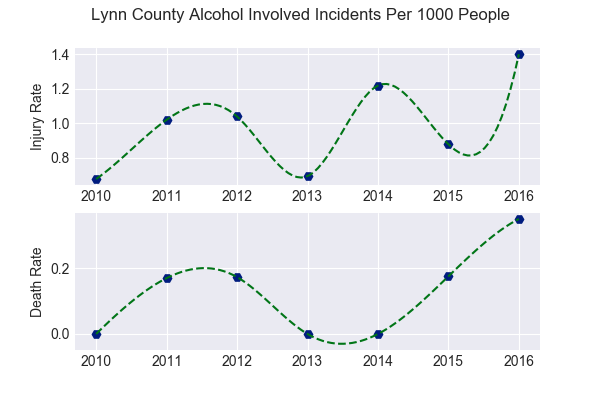 Lynn County Alcohol Involved Incidents Per 1000 People
1.4
1.2
1.0
0.8
Injury Rate
2010 2011 2012 2013 2014 2015 2016
0.2
0.0
Death Rate
2010 2011 2012 2013 2014 2015 2016